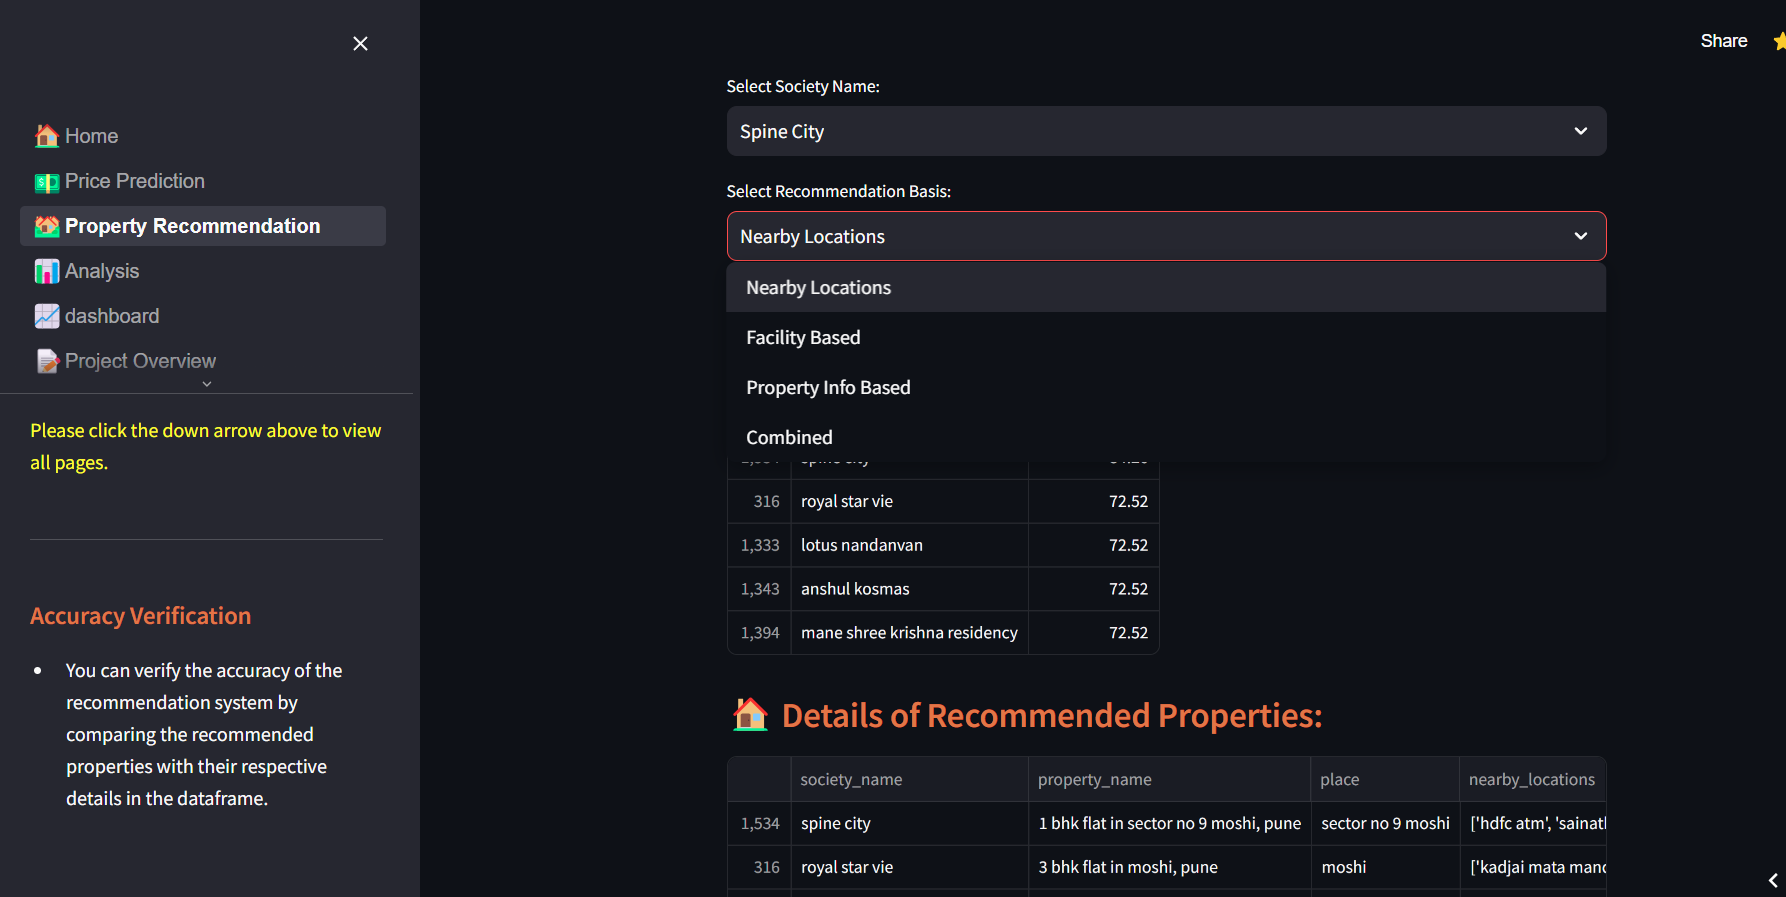 Share
Home
Price Prediction
Property Recommendation
Analysis
dashboard
Project Overview
Please click the down arrow above to view
all pages.
Accuracy Verification
You can verify the accuracy of the
recommendation system by
comparing the recommended
properties with their respective
details in the dataframe.
Select Society Name:
Spine City
Select Recommendation Basis:
Nearby Locations
Nearby Locations
Facility Based
Property Info Based
Combined
316 royal star vie 72.52
1,333 lotus nandanvan 72.52
1,343 anshul kosmas 72.52
1,394 mane shree krishna residency 72.52
Details of Recommended Properties:
society_name property_name place nearby_locations
1,534 spine city 1 bhk flat in sector no 9 moshi, pune sector no 9 moshi ['hdfc atm', 'sainat
316 royal star vie 3 bhk flat in moshi, pune moshi ['kadjai mata mand